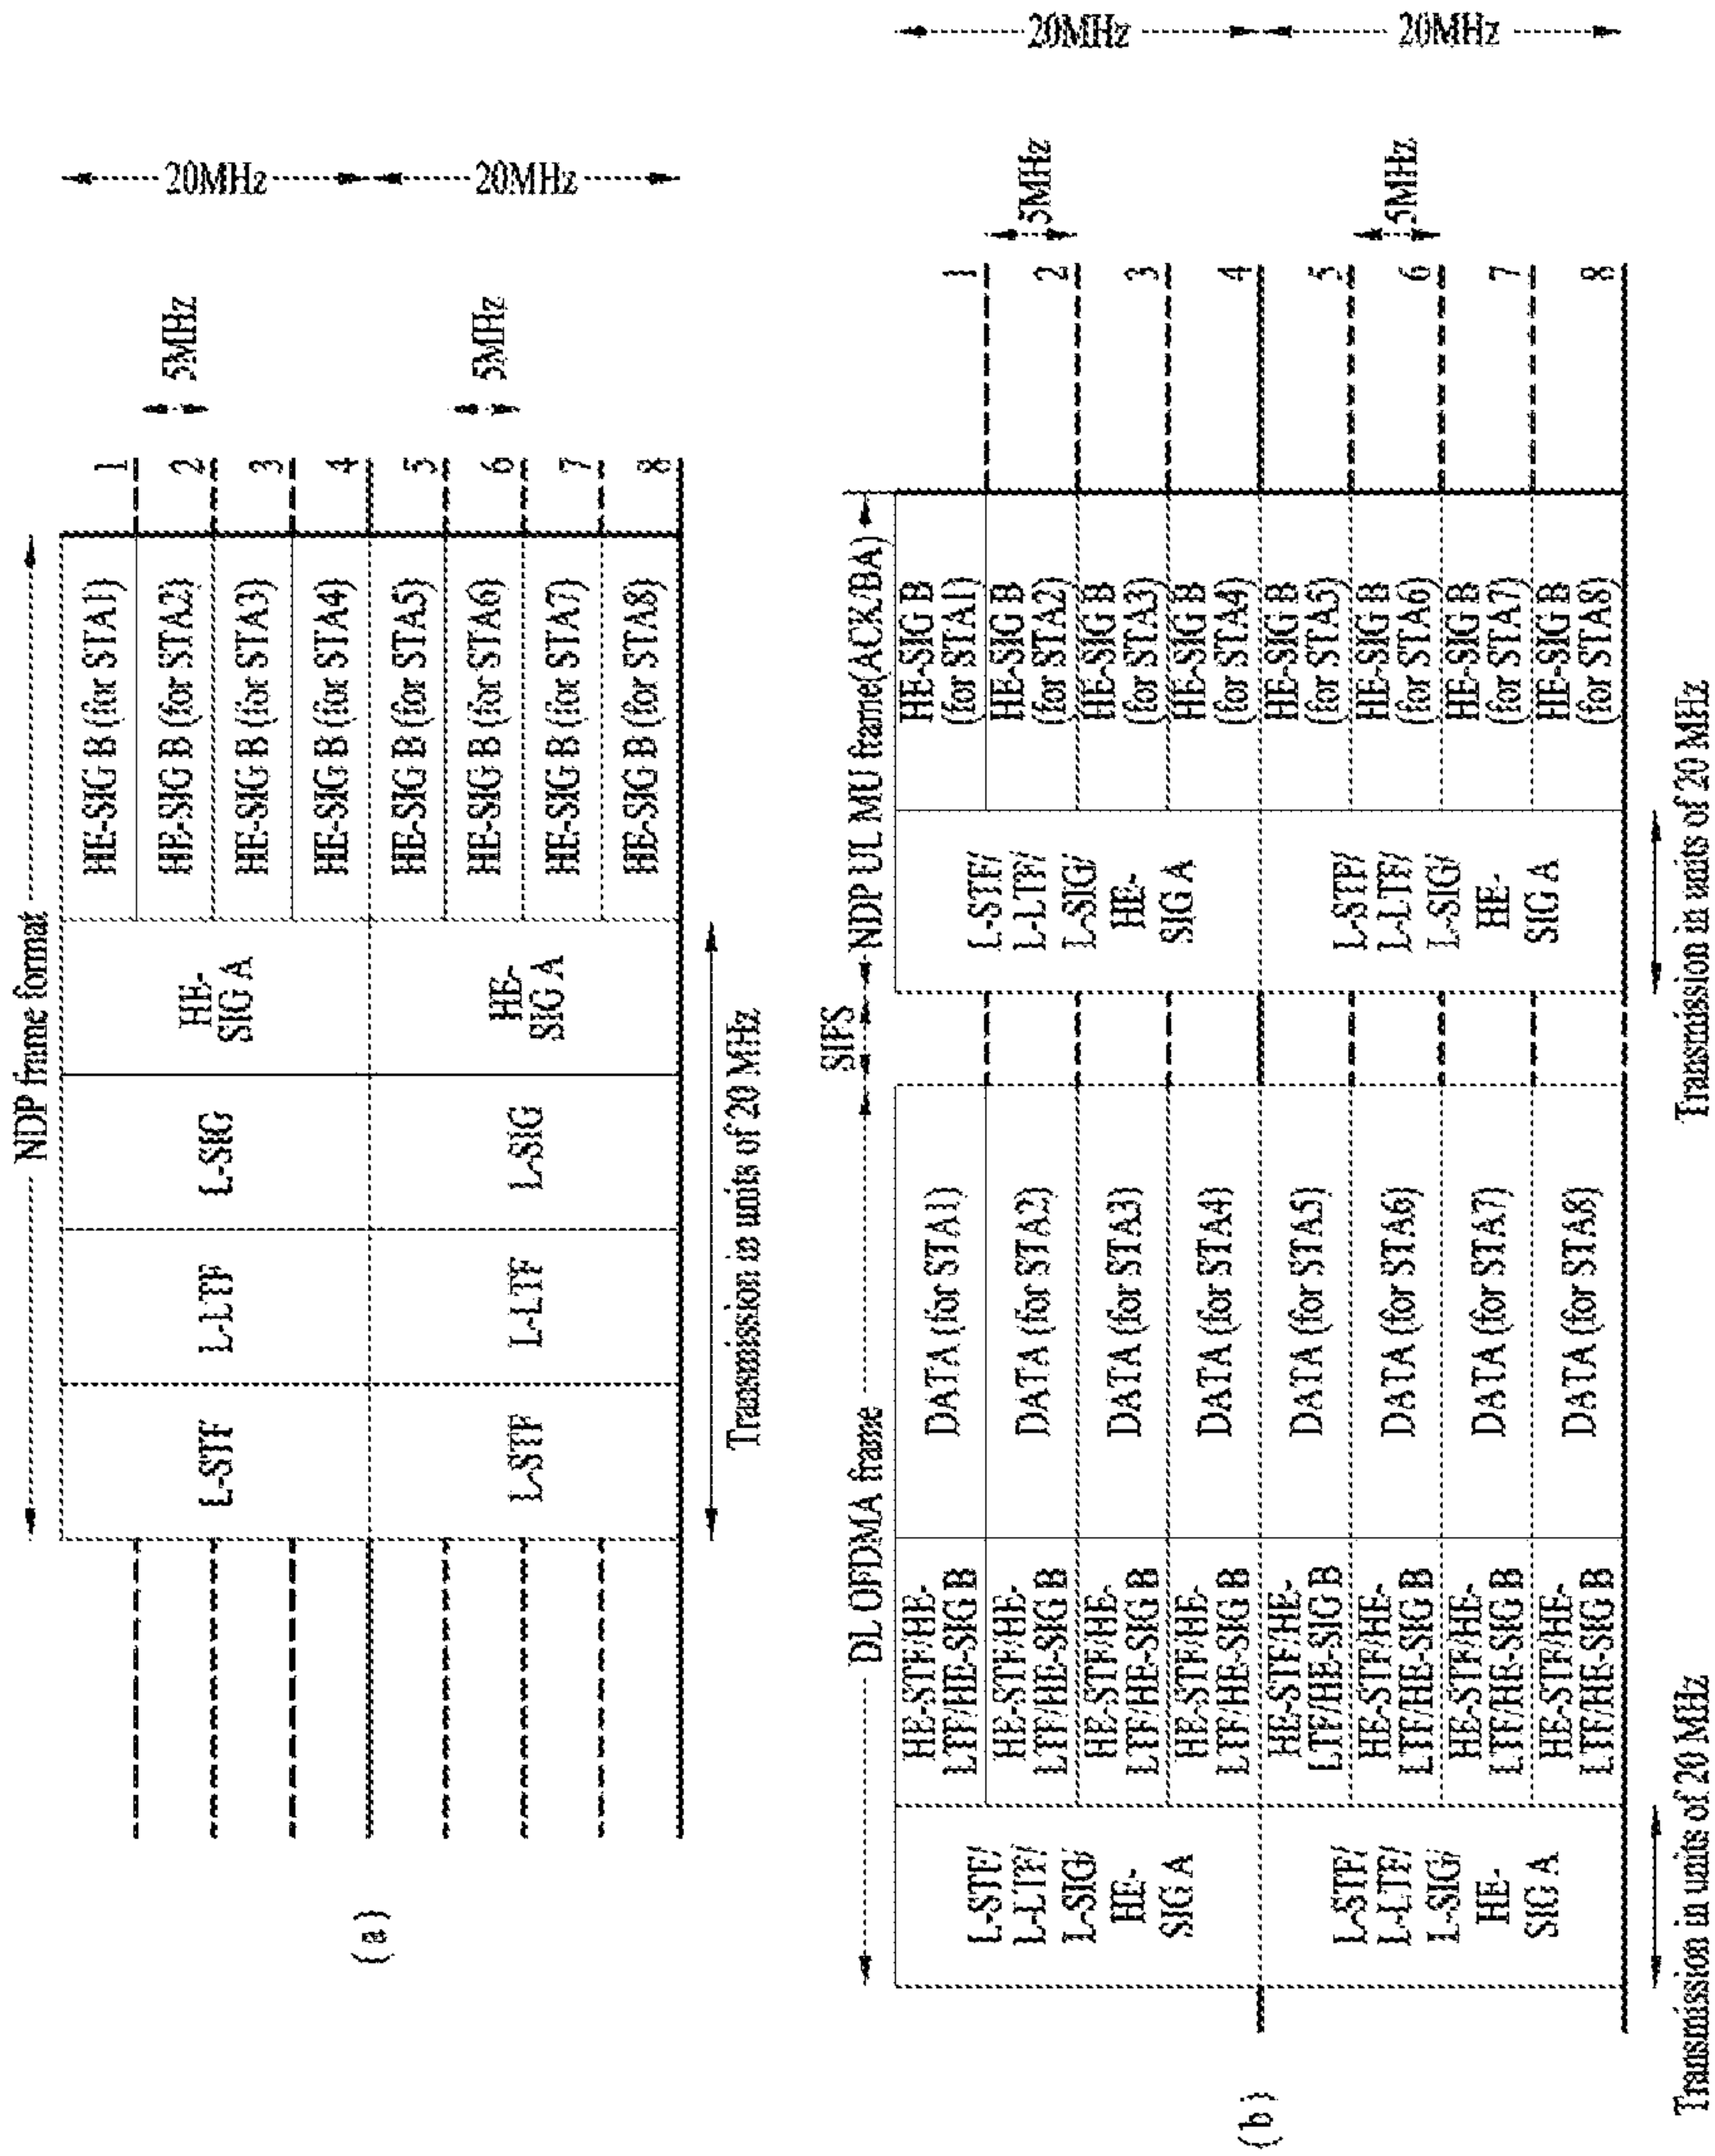 NDP frame format
L-STF
L-LTF
L-SIG
HE-
SIG A
HE-SIG B (for STA1)
HE-SIG B (for STA2)
HE-SIG B (for STA3)
HE-SIG B (for STA4)
1
2
3
4
5MHz
20MHz
L-STF
L-LTF
L-SIG
HE-
SIG A
HE-SIG B (for STA5)
HE-SIG B (for STA6)
HE-SIG B (for STA7)
HE-SIG B (for STA8)
5
6
7
8
5MHz
20MHz
Transmission in units of 20 MHz
(a)
DL OFDMA frame
SIFS
NDP UL MU frame(ACK/BA)
L-STF/
L-LTF/
L-SIG/
HE-
SIG A
HE-STF/HE-
LTF/HE-SIG B
HE-STF/HE-
LTF/HE-SIG B
HE-STF/HE-
LTF/HE-SIG B
HE-STF/HE-
LTF/HE-SIG B
DATA (for STA1)
DATA (for STA2)
DATA (for STA3)
DATA (for STA4)
L-STF/
L-LTF/
L-SIG/
HE-
SIG A
HE-SIG B
(for STA1)
HE-SIG B
(for STA2)
HE-SIG B
(for STA3)
HE-SIG B
(for STA4)
1
2
3
4
5MHz
20MHz
L-STF/
L-LTF/
L-SIG/
HE-
SIG A
HE-STF/HE-
LTF/HE-SIG B
HE-STF/HE-
LTF/HE-SIG B
HE-STF/HE-
LTF/HE-SIG B
HE-STF/HE-
LTF/HE-SIG B
DATA (for STA5)
DATA (for STA6)
DATA (for STA7)
DATA (for STA8)
L-STF/
L-LTF/
L-SIG/
HE-
SIG A
HE-SIG B
(for STA5)
HE-SIG B
(for STA6)
HE-SIG B
(for STA7)
HE-SIG B
(for STA8)
5
6
7
8
5MHz
20MHz
Transmission in units of 20 MHz
Transmission in units of 20 MHz
(b)